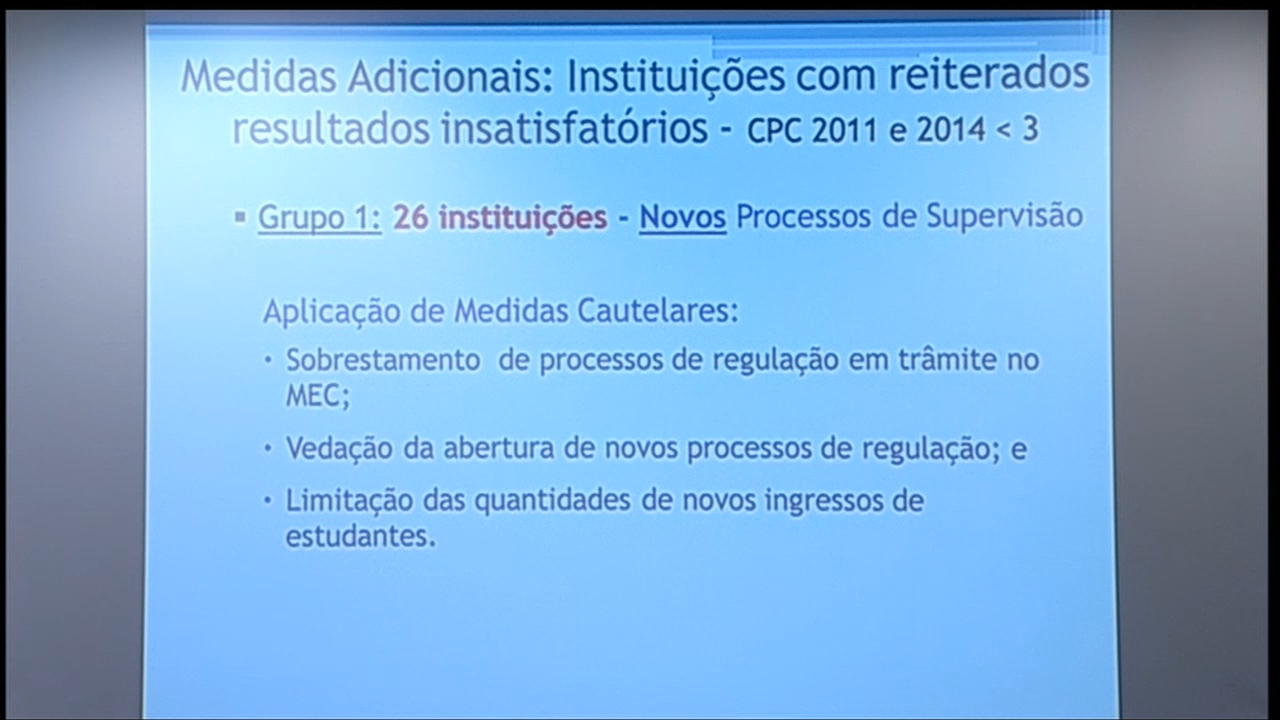 Medidas Adicionais: Instituições com reiterados
resultados insatisfatórios - CPC 2011 e 2014 < 3
▪ Grupo 1: 26 instituições - Novos Processos de Supervisão
Aplicação de Medidas Cautelares:
• Sobrestamento de processos de regulação em trâmite no
MEC;
• Vedação da abertura de novos processos de regulação; e
• Limitação das quantidades de novos ingressos de
estudantes.